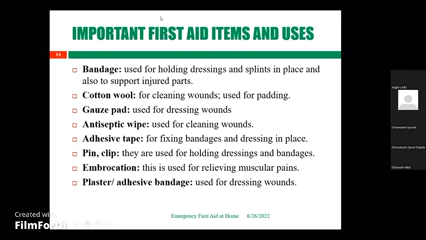 IMPORTANT FIRST AID ITEMS AND USES
Bandage: used for holding dressings and splints in place and
also to support injured parts.
Cotton wool: for cleaning wounds; used for padding.
Gauze pad: used for dressing wounds
Antiseptic wipe: used for cleaning wounds.
Adhesive tape: for fixing bandages and dressing in place.
Pin, clip: they are used for holding dressings and bandages.
Embrocation: this is used for relieving muscular pains.
Plaster/ adhesive bandage: used for dressing wounds.
Emergency First Aid at Home 6/26/2022
Created with